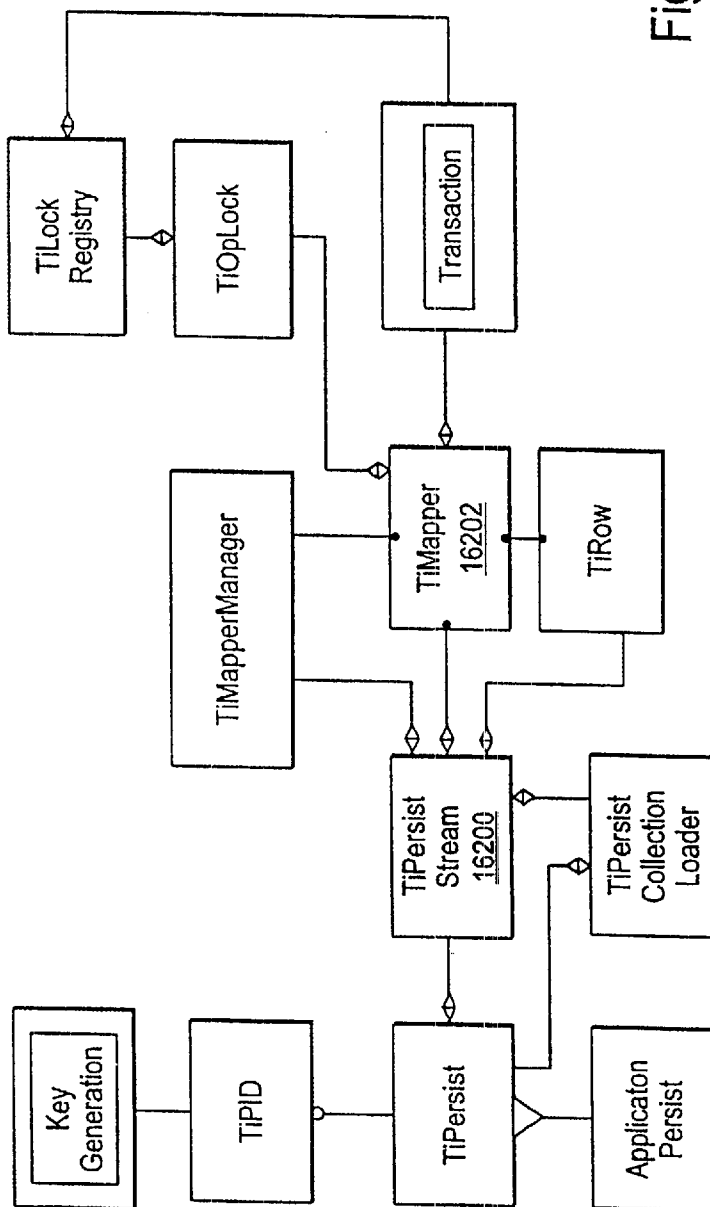 Key
Generation
TiPID
TiPersist
Applicaton
Persist
TiPersist
Stream
16200
TiPersist
Collection
Loader
TiMapperManager
TiMapper
16202
TiRow
TiLock
Registry
TiOpLock
Transaction
Fig